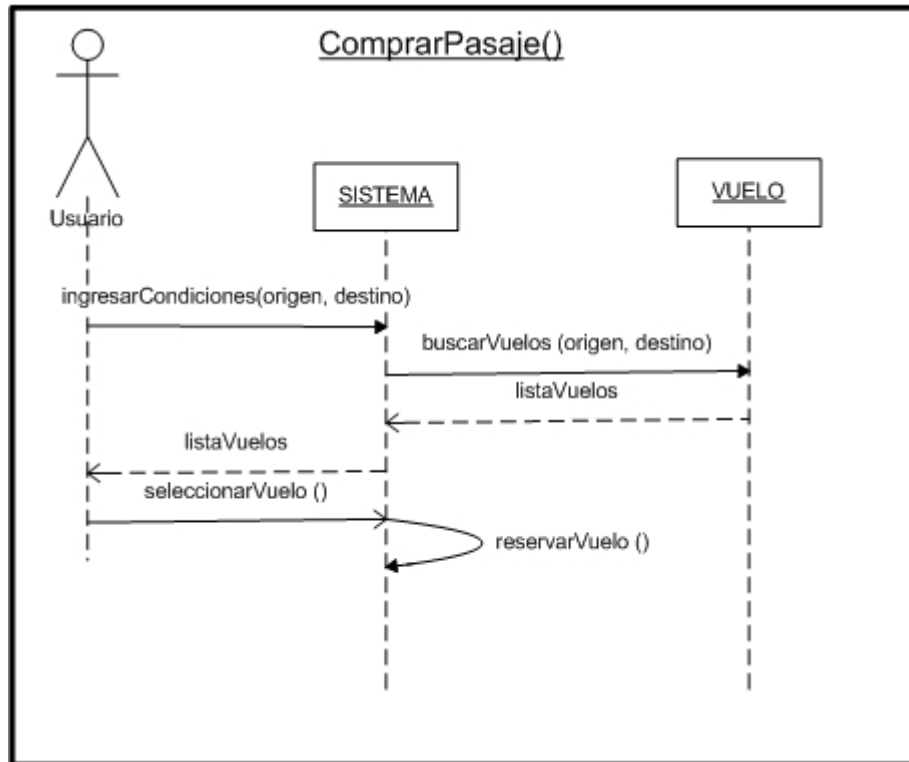 ComprarPasaje()
Usuario
SISTEMA
VUELO
ingresarCondiciones(origen, destino)
buscarVuelos (origen, destino)
listaVuelos
listaVuelos
seleccionarVuelo ()
reservarVuelo ()